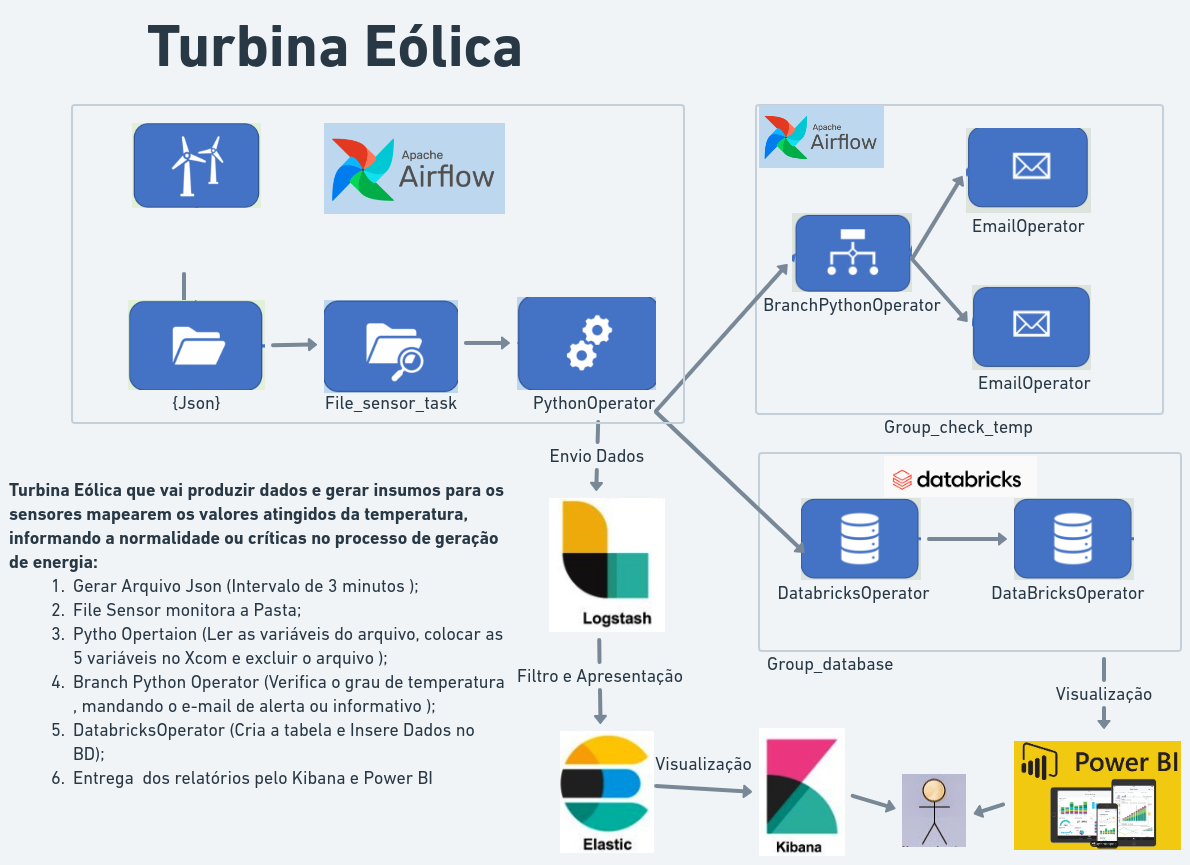 Turbina Eólica
Apache
Airflow
{Json}
File_sensor_task
PythonOperator
Apache
Airflow
EmailOperator
BranchPythonOperator
EmailOperator
Group_check_temp
Envio Dados
Logstash
Filtro e Apresentação
Elastic
Visualização
Kibana
databricks
DatabricksOperator
DataBricksOperator
Group_database
Visualização
Power BI
Turbina Eólica que vai produzir dados e gerar insumos para os
sensores mapearem os valores atingidos da temperatura,
informando a normalidade ou críticas no processo de geração
de energia:
1. Gerar Arquivo Json (Intervalo de 3 minutos );
2. File Sensor monitora a Pasta;
3. Pytho Opertaion (Ler as variáveis do arquivo, colocar as
5 variáveis no Xcom e excluir o arquivo );
4. Branch Python Operator (Verifica o grau de temperatura
, mandando o e-mail de alerta ou informativo );
5. DatabricksOperator (Cria a tabela e Insere Dados no
BD);
6. Entrega  dos relatórios pelo Kibana e Power BI